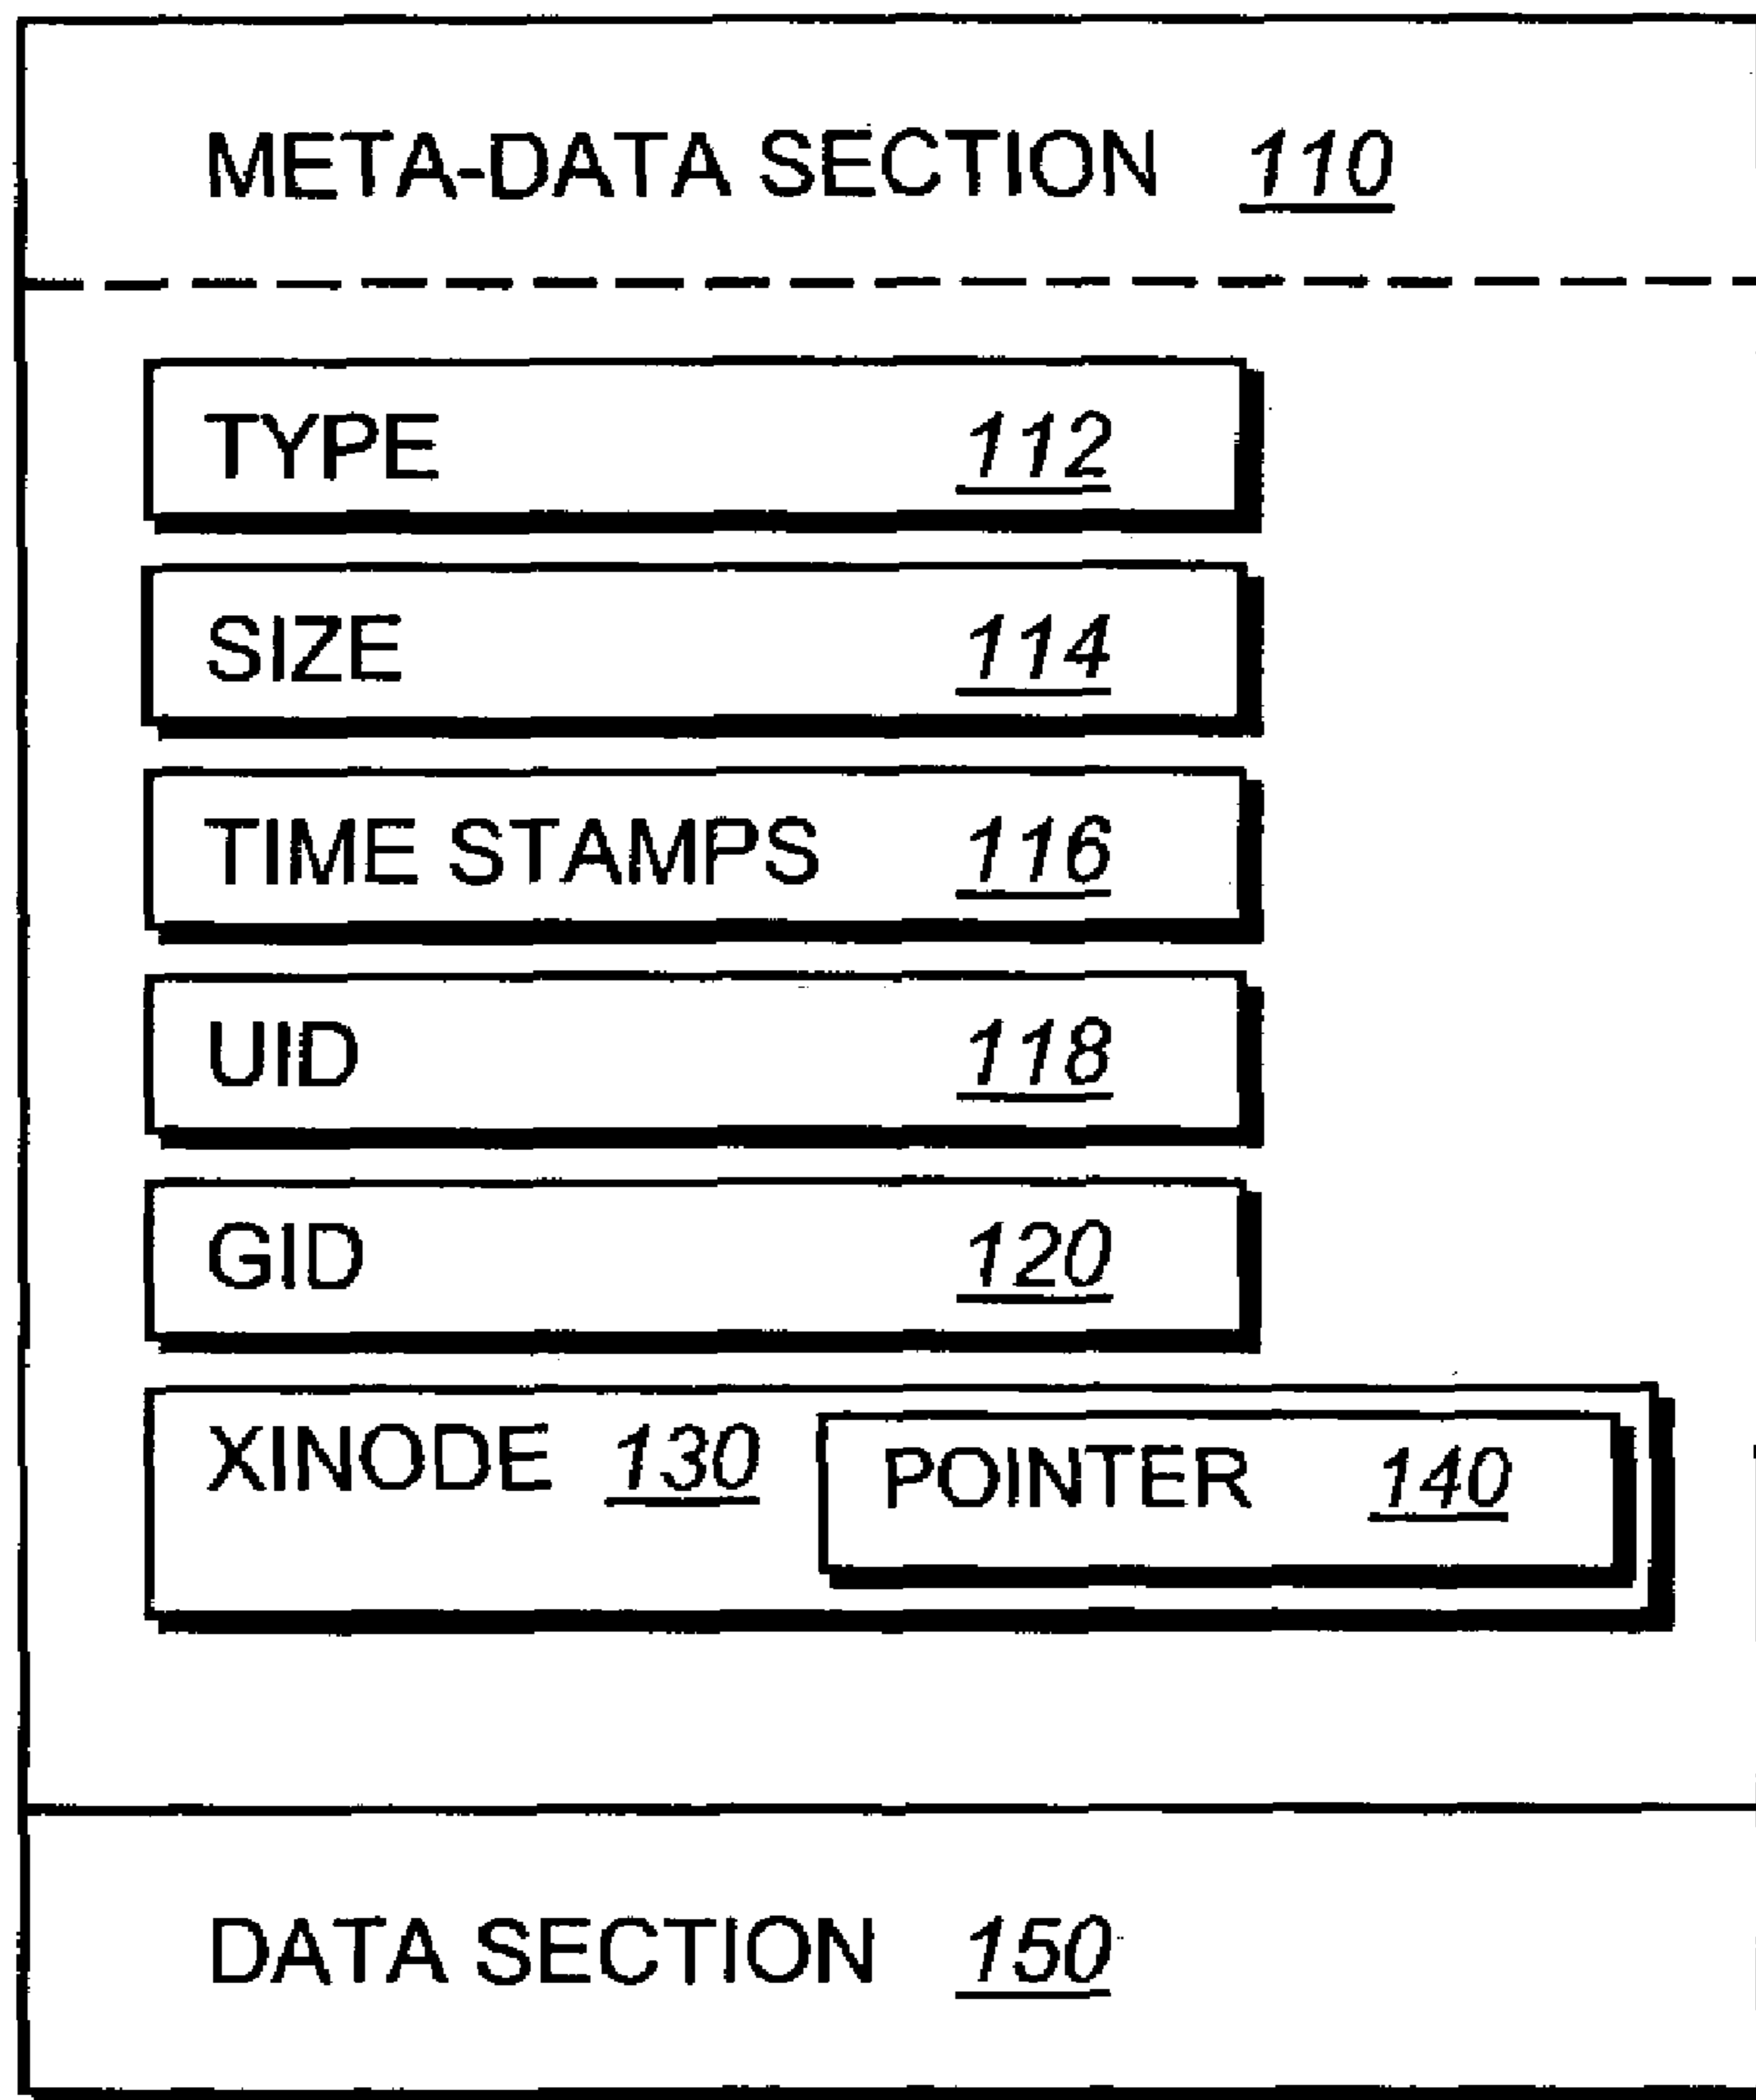 META-DATA SECTION 110
TYPE 112
SIZE 114
TIME STAMPS 116
UID 118
GID 120
XINODE 130 POINTER 140
DATA SECTION 150